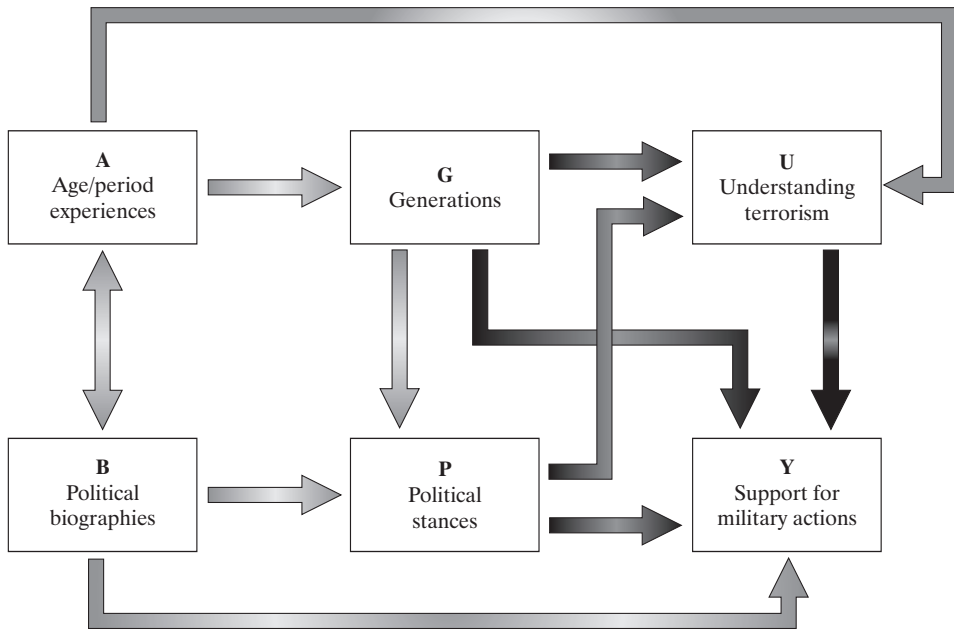 A
Age/period
experiences
G
Generations
U
Understanding
terrorism
B
Political
biographies
P
Political
stances
Y
Support for
military actions